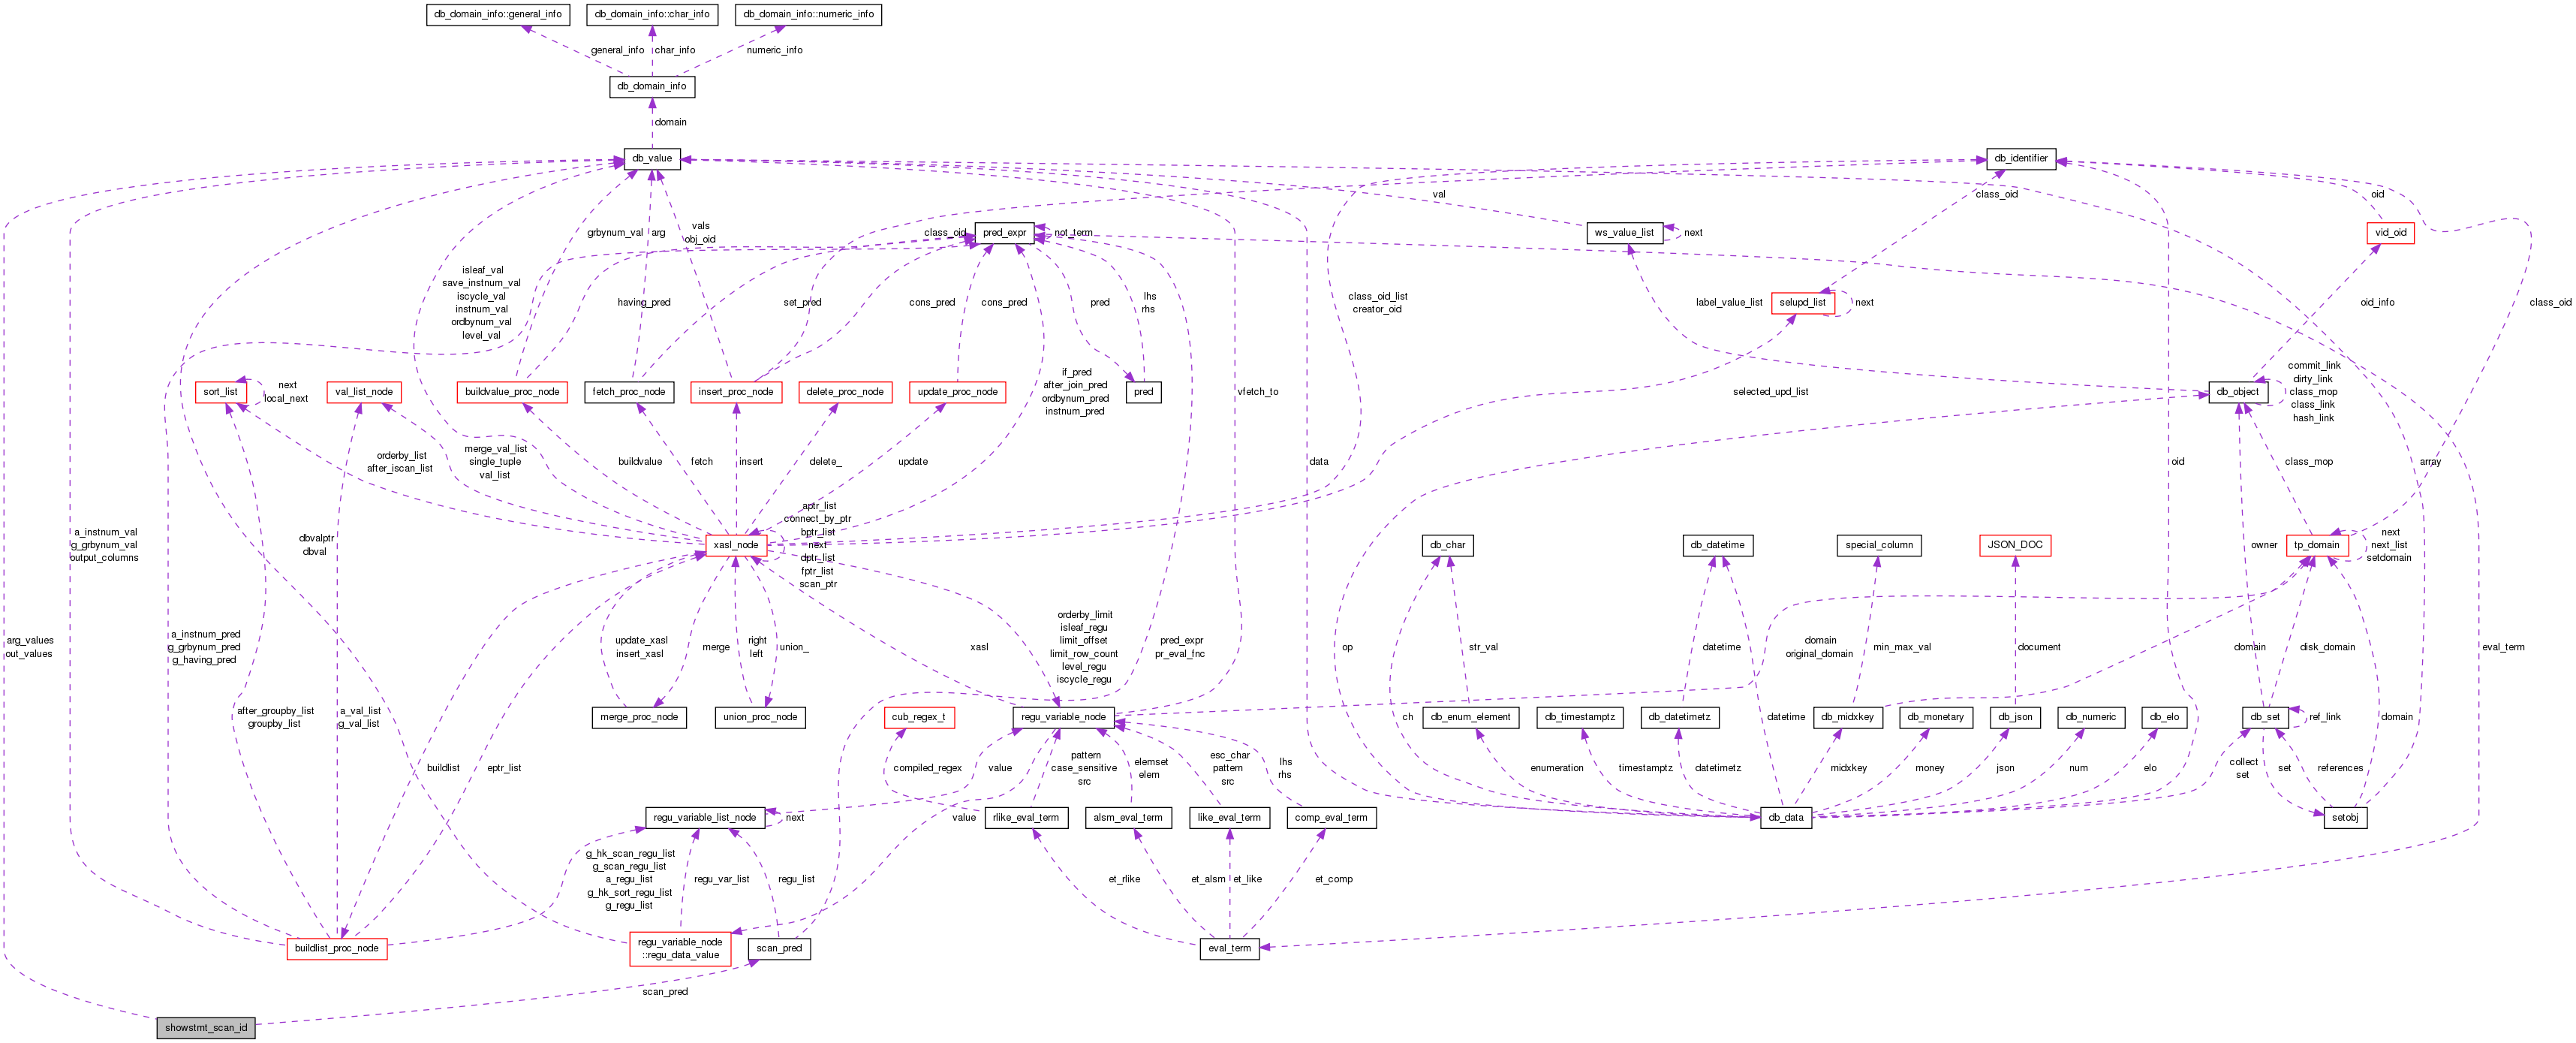 db_domain_info::general_info
db_domain_info::char_info
db_domain_info::numeric_info
general_info
char_info
numeric_info
db_domain_info
domain
db_value
db_identifier
val
class_oid
oid
grbynum_val
arg
vals
obj_oid
class_oid
pred_expr
not_term
ws_value_list
next
vid_oid
isleaf_val
save_instnum_val
iscycle_val
instnum_val
ordbynum_val
level_val
having_pred
set_pred
cons_pred
cons_pred
pred
lhs
rhs
class_oid_list
creator_oid
label_value_list
selupd_list
next
class_oid
oid_info
sort_list
next
local_next
val_list_node
buildvalue_proc_node
fetch_proc_node
insert_proc_node
delete_proc_node
update_proc_node
if_pred
after_join_pred
ordbynum_pred
instnum_pred
pred
vfetch_to
selected_upd_list
db_object
commit_link
dirty_link
class_mop
class_link
hash_link
orderby_list
after_iscan_list
merge_val_list
single_tuple
val_list
buildvalue
fetch
insert
delete_
update
data
oid
class_mop
array
a_instnum_val
g_grbynum_val
output_columns
dbvalptr
dbval
xasl_node
aptr_list
connect_by_ptr
bptr_list
next
dptr_list
fptr_list
scan_ptr
db_char
db_datetime
special_column
JSON_DOC
owner
tp_domain
next
next_list
setdomain
arg_values
out_values
a_instnum_pred
g_grbynum_pred
g_having_pred
update_xasl
insert_xasl
merge
right
left
union_
xasl
orderby_limit
isleaf_regu
limit_offset
limit_row_count
level_regu
iscycle_regu
pred_expr
pr_eval_fnc
op
str_val
datetime
domain
original_domain
min_max_val
document
domain
disk_domain
eval_term
after_groupby_list
groupby_list
a_val_list
g_val_list
merge_proc_node
union_proc_node
cub_regex_t
regu_variable_node
ch
db_enum_element
db_timestamptz
db_datetimetz
datetime
db_midxkey
db_monetary
db_json
db_numeric
db_elo
db_set
ref_link
domain
buildlist
eptr_list
value
compiled_regex
pattern
case_sensitive
src
elemset
elem
esc_char
pattern
src
lhs
rhs
enumeration
timestamptz
datetimetz
midxkey
money
json
num
elo
collect
set
set
references
regu_variable_list_node
next
value
rlike_eval_term
alsm_eval_term
like_eval_term
comp_eval_term
db_data
setobj
g_hk_scan_regu_list
g_scan_regu_list
a_regu_list
g_hk_sort_regu_list
g_regu_list
regu_var_list
regu_list
et_rlike
et_alsm
et_like
et_comp
buildlist_proc_node
regu_variable_node
::regu_data_value
scan_pred
eval_term
scan_pred
showstmt_scan_id